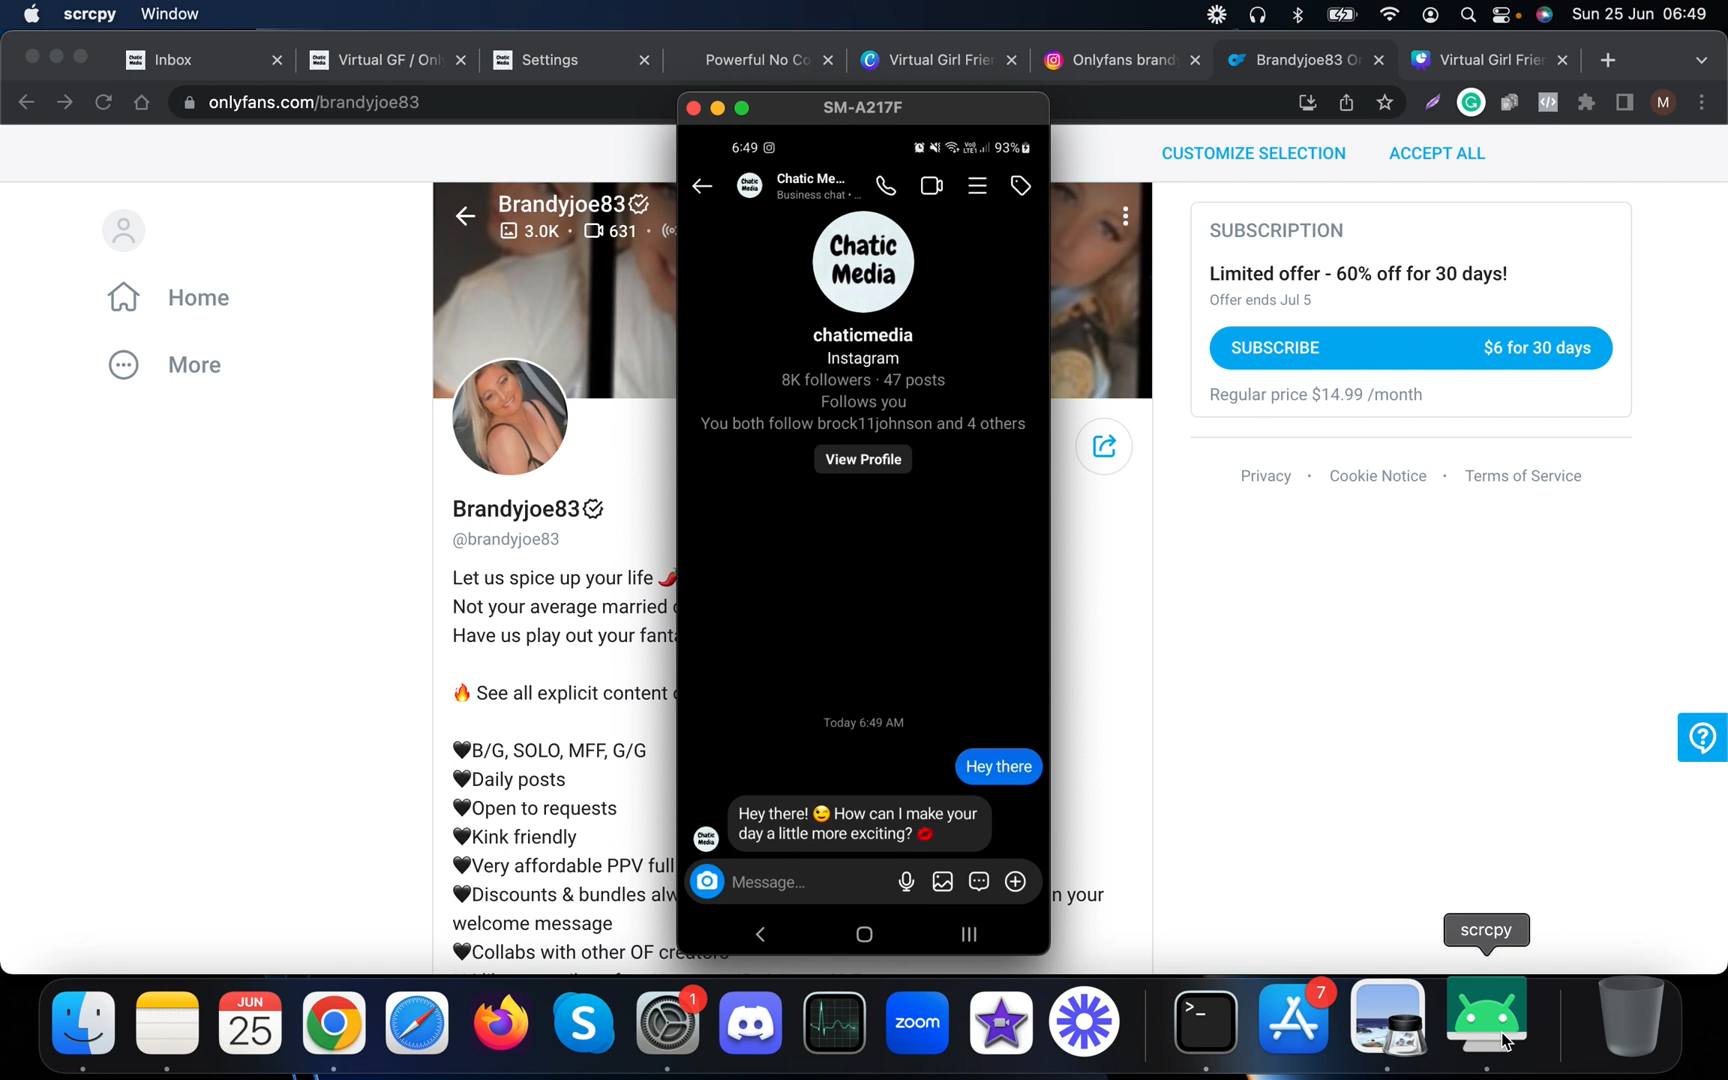 scrcpy Window Sun 25 Jun 06:49
Inbox Virtual GF / Onl Settings Powerful No Co Virtual Girl Frien Onlyfans brand Brandyjoe83 O Virtual Girl Frien
onlyfans.com/brandyjoe83 M
CUSTOMIZE SELECTION ACCEPT ALL
Home
More
Brandyjoe83
3.0K · 631 ·
Brandyjoe83
@brandyjoe83
Let us spice up your life
Not your average married
Have us play out your fant
🔥 See all explicit content
🖤B/G, SOLO, MFF, G/G
🖤Daily posts
🖤Open to requests
🖤Kink friendly
🖤Very affordable PPV full
🖤Discounts & bundles alw n your
welcome message
🖤Collabs with other OF cre
SM-A217F
6:49 93%
Chatic Me...
Business chat · ...
Chatic
Media
chaticmedia
Instagram
8K followers · 47 posts
Follows you
You both follow brock11johnson and 4 others
View Profile
Today 6:49 AM
Hey there
Hey there! 😉 How can I make your
day a little more exciting? 💋
Message...
SUBSCRIPTION
Limited offer - 60% off for 30 days!
Offer ends Jul 5
SUBSCRIBE $6 for 30 days
Regular price $14.99 /month
Privacy · Cookie Notice · Terms of Service
scrcpy
JUN
25
1
zoom
7